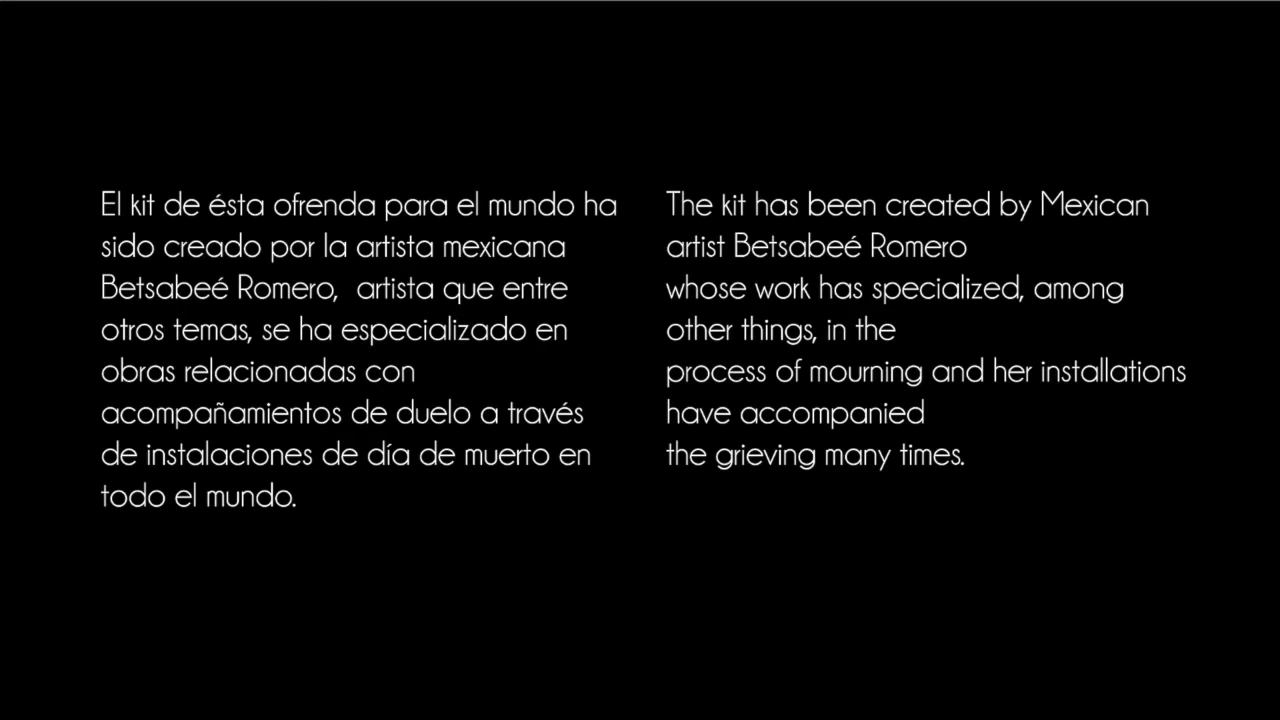 El kit de ésta ofrenda para el mundo ha
sido creado por la artista mexicana
Betsabeé Romero,  artista que entre
otros temas, se ha especializado en
obras relacionadas con
acompañamientos de duelo a través
de instalaciones de día de muerto en
todo el mundo.
The kit has been created by Mexican
artist Betsabeé Romero
whose work has specialized, among
other things, in the
process of mourning and her installations
have accompanied
the grieving many times.